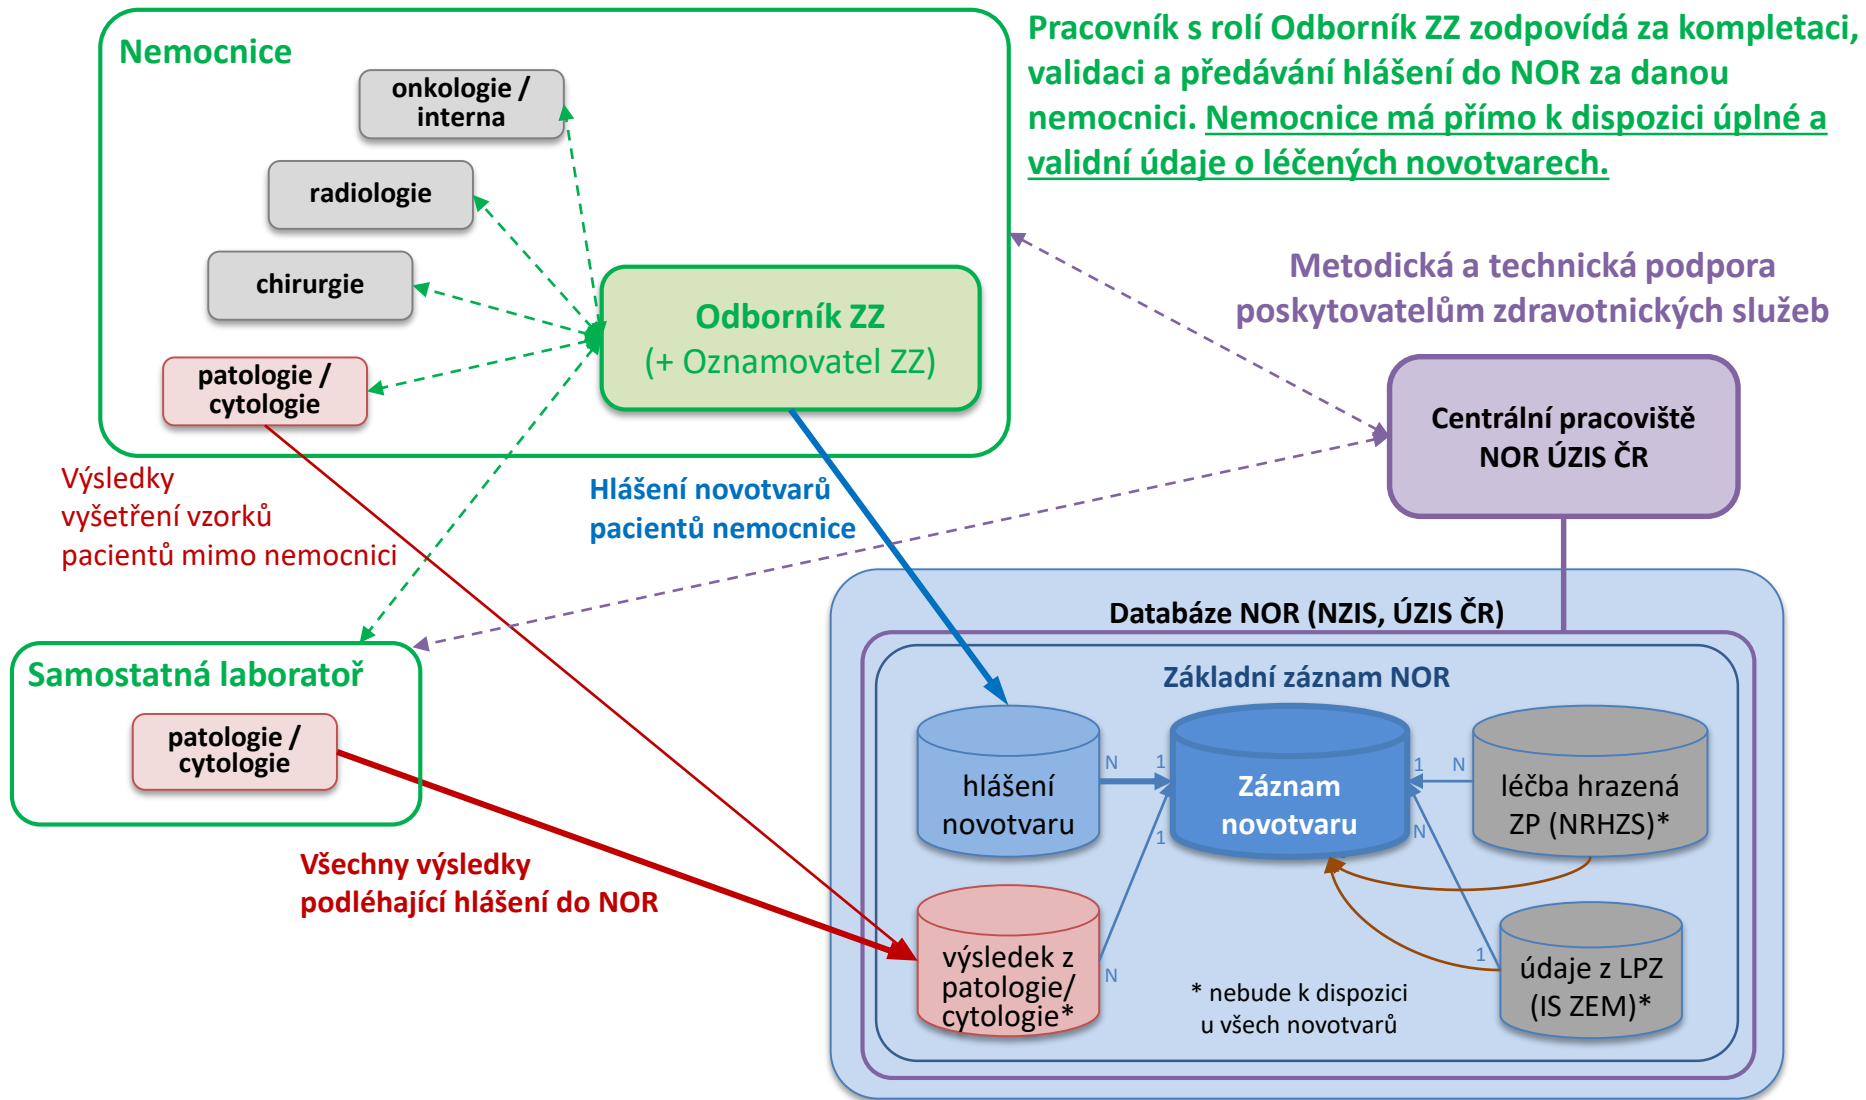 Nemocnice
onkologie /
interna
radiologie
chirurgie
patologie /
cytologie
Odborník ZZ
(+ Oznamovatel ZZ)
Pracovník s rolí Odborník ZZ zodpovídá za kompletaci,
validaci a předávání hlášení do NOR za danou
nemocnici. Nemocnice má přímo k dispozici úplné a
validní údaje o léčených novotvarech.
Metodická a technická podpora
poskytovatelům zdravotnických služeb
Centrální pracoviště
NOR ÚZIS ČR
Výsledky
vyšetření vzorků
pacientů mimo nemocnici
Hlášení novotvarů
pacientů nemocnice
Samostatná laboratoř
patologie /
cytologie
Všechny výsledky
podléhající hlášení do NOR
Databáze NOR (NZIS, ÚZIS ČR)
Základní záznam NOR
hlášení
novotvaru
N
1
1
N
Záznam
novotvaru
1
N
N
1
léčba hrazená
ZP (NRHZS)*
výsledek z
patologie/
cytologie*
* nebude k dispozici
u všech novotvarů
údaje z LPZ
(IS ZEM)*